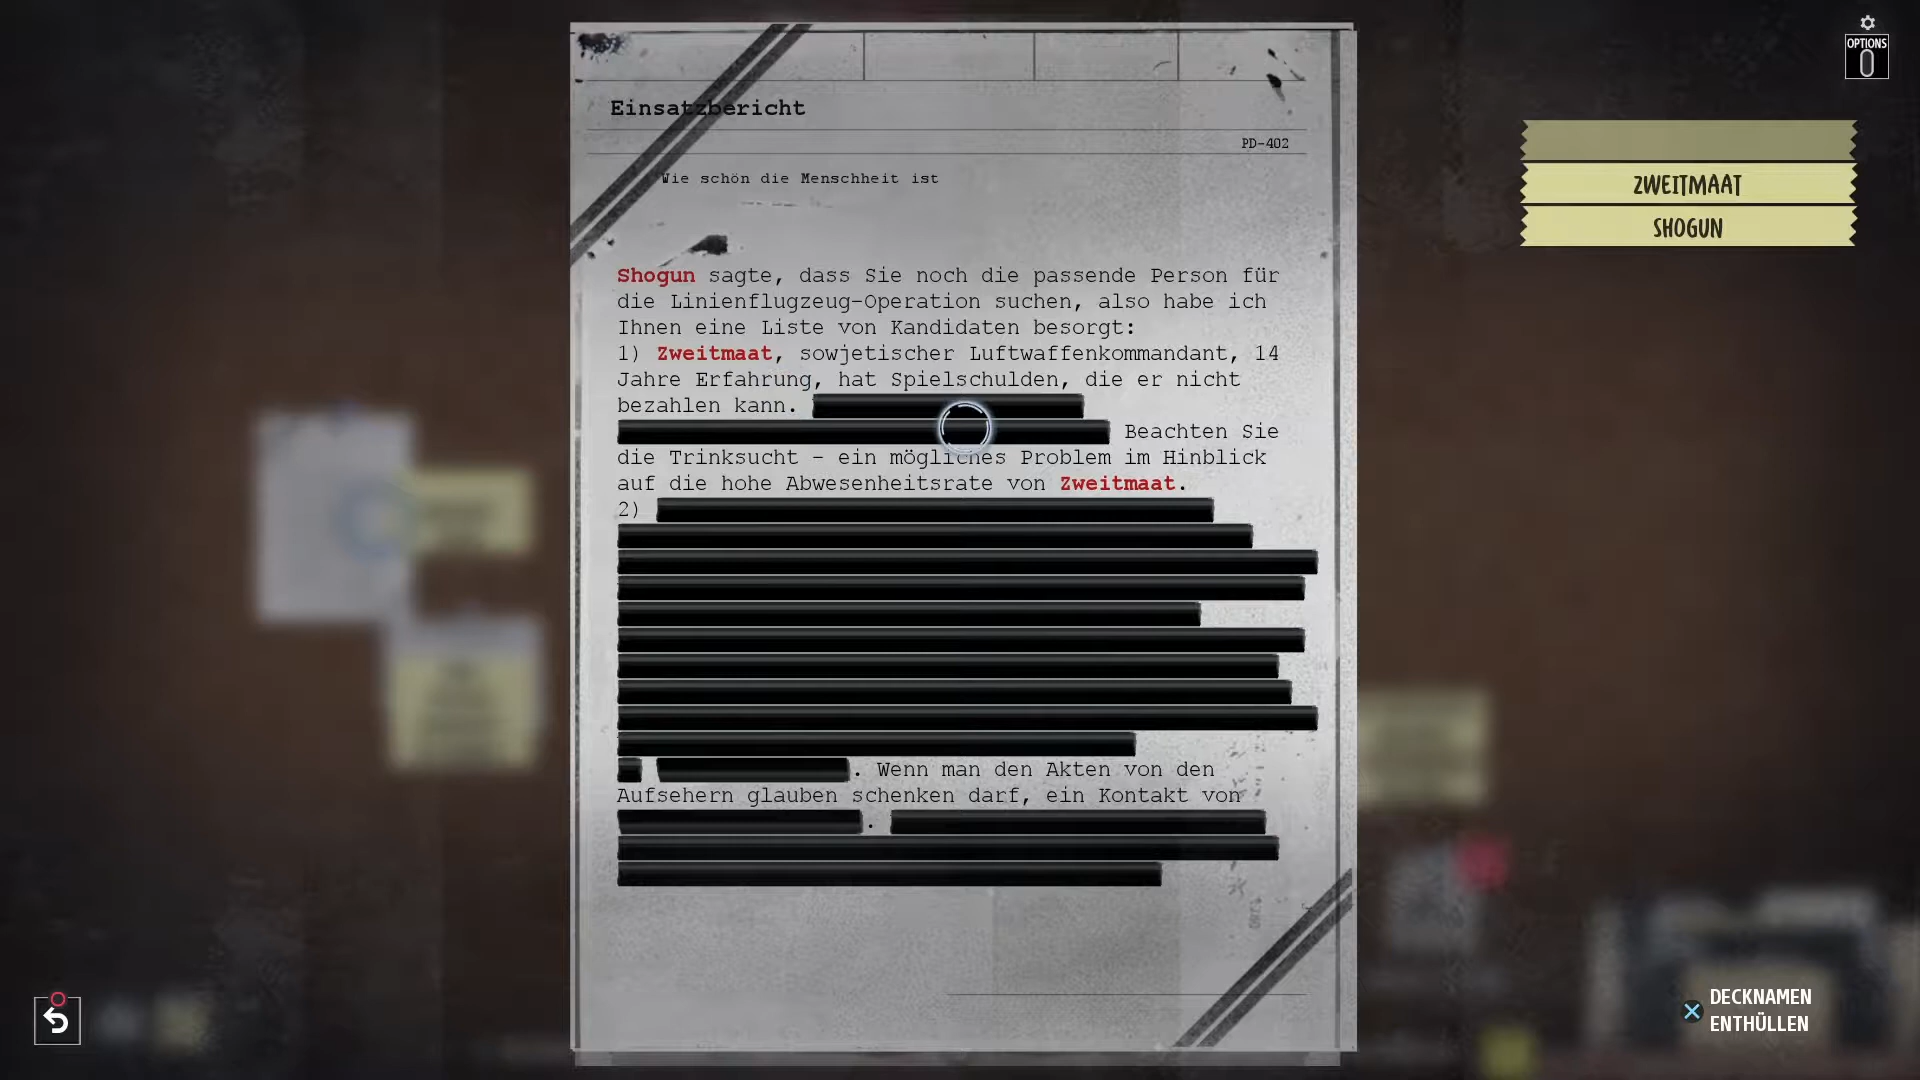 OPTIONS
Einsatzbericht
PD-402
Wie schön die Menschheit ist
ZWEITMAAT
SHOGUN
Shogun sagte, dass Sie noch die passende Person für
die Linienflugzeug-Operation suchen, also habe ich
Ihnen eine Liste von Kandidaten besorgt:
1) Zweitmaat, sowjetischer Luftwaffenkommandant, 14
Jahre Erfahrung, hat Spielschulden, die er nicht
bezahlen kann.
Beachten Sie
die Trinksucht - ein mögliches Problem im Hinblick
auf die hohe Abwesenheitsrate von Zweitmaat.
2)
. Wenn man den Akten von den
Aufsehern glauben schenken darf, ein Kontakt von
.
DECKNAMEN
ENTHÜLLEN